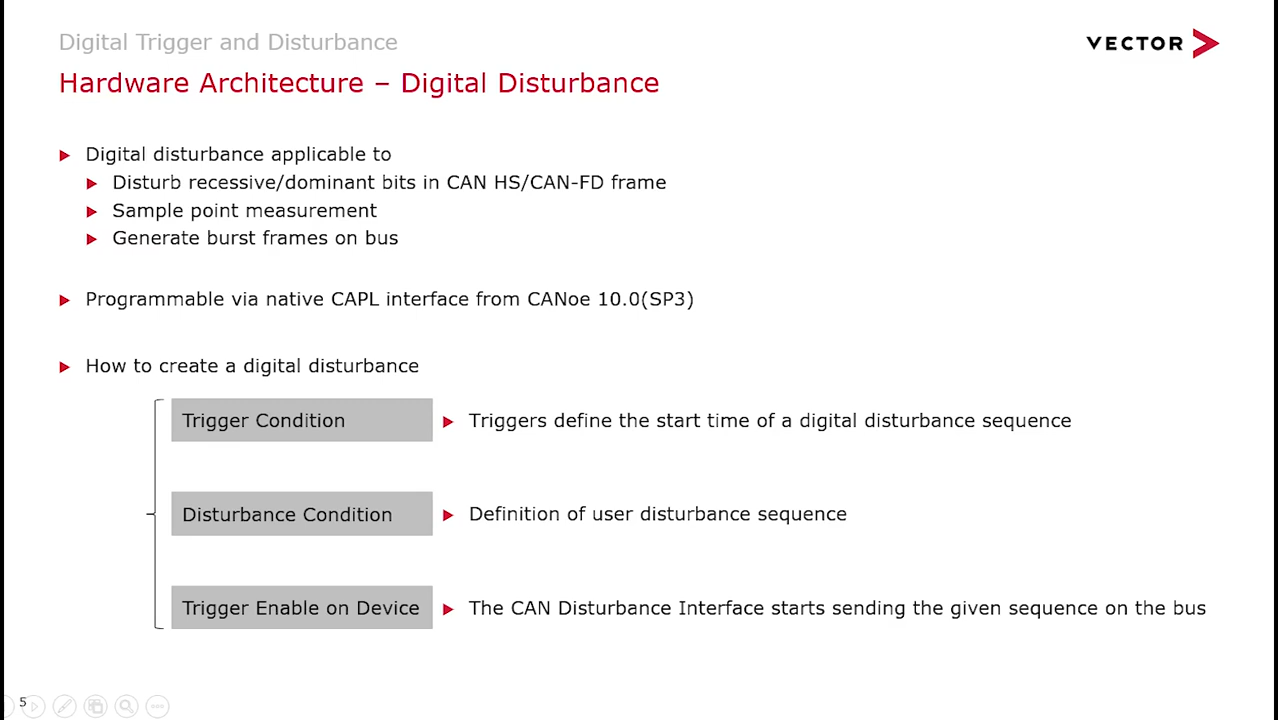 Digital Trigger and Disturbance
VECTOR
Hardware Architecture – Digital Disturbance
Digital disturbance applicable to
Disturb recessive/dominant bits in CAN HS/CAN-FD frame
Sample point measurement
Generate burst frames on bus
Programmable via native CAPL interface from CANoe 10.0(SP3)
How to create a digital disturbance
Trigger Condition
Triggers define the start time of a digital disturbance sequence
Disturbance Condition
Definition of user disturbance sequence
Trigger Enable on Device
The CAN Disturbance Interface starts sending the given sequence on the bus
5